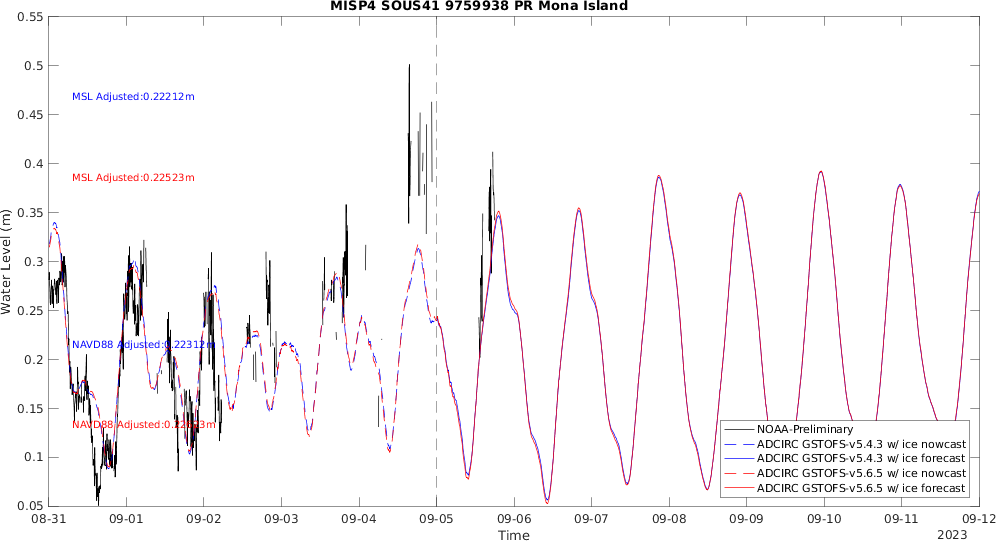 MISP4 SOUS41 9759938 PR Mona Island
0.55
0.5
0.45
0.4
0.35
0.3
0.25
0.2
0.15
0.1
0.05
Water Level (m)
MSL Adjusted:0.22212m
MSL Adjusted:0.22523m
NAVD88 Adjusted:0.22312m
NAVD88 Adjusted:
NOAA-Preliminary
ADCIRC GSTOFS-v5.4.3 w/ ice nowcast
ADCIRC GSTOFS-v5.4.3 w/ ice forecast
ADCIRC GSTOFS-v5.6.5 w/ ice nowcast
ADCIRC GSTOFS-v5.6.5 w/ ice forecast
08-31 09-01 09-02 09-03 09-04 09-05 09-06 09-07 09-08 09-09 09-10 09-11 09-12
Time
2023